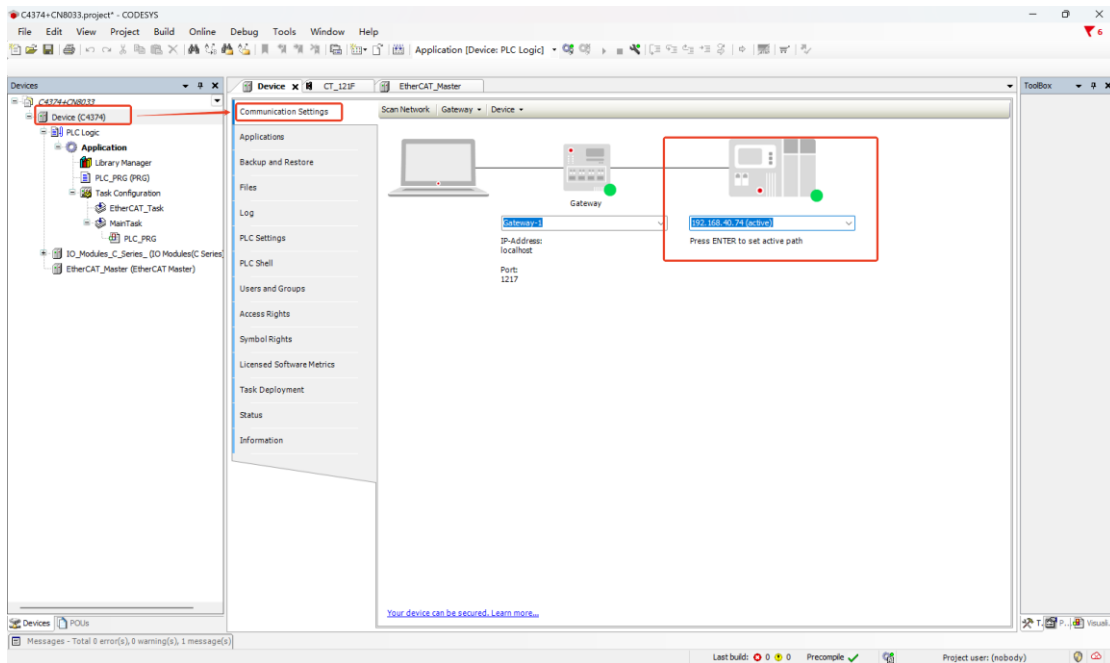 C4374+CN8033.project* - CODESYS
File Edit View Project Build Online Debug Tools Window Help
6
Application [Device: PLC Logic]
Devices
C4374+CN8033
Device (C4374)
PLC Logic
Application
Library Manager
PLC_PRG (PRG)
Task Configuration
EtherCAT_Task
MainTask
PLC_PRG
IO_Modules_C_Series_ (IO Modules(C Series
EtherCAT_Master (EtherCAT Master)
Devices POUs
Device CT_121F EtherCAT_Master
Communication Settings
Applications
Backup and Restore
Files
Log
PLC Settings
PLC Shell
Users and Groups
Access Rights
Symbol Rights
Licensed Software Metrics
Task Deployment
Status
Information
Scan Network Gateway Device
Gateway
Gateway-1
IP-Address:
localhost
Port:
1217
192.168.40.74 (active)
Press ENTER to set active path
Your device can be secured. Learn more...
ToolBox
T. P... Visuali.
Messages - Total 0 error(s), 0 warning(s), 1 message(s)
Last build: 0 0 Precompile Project user: (nobody)